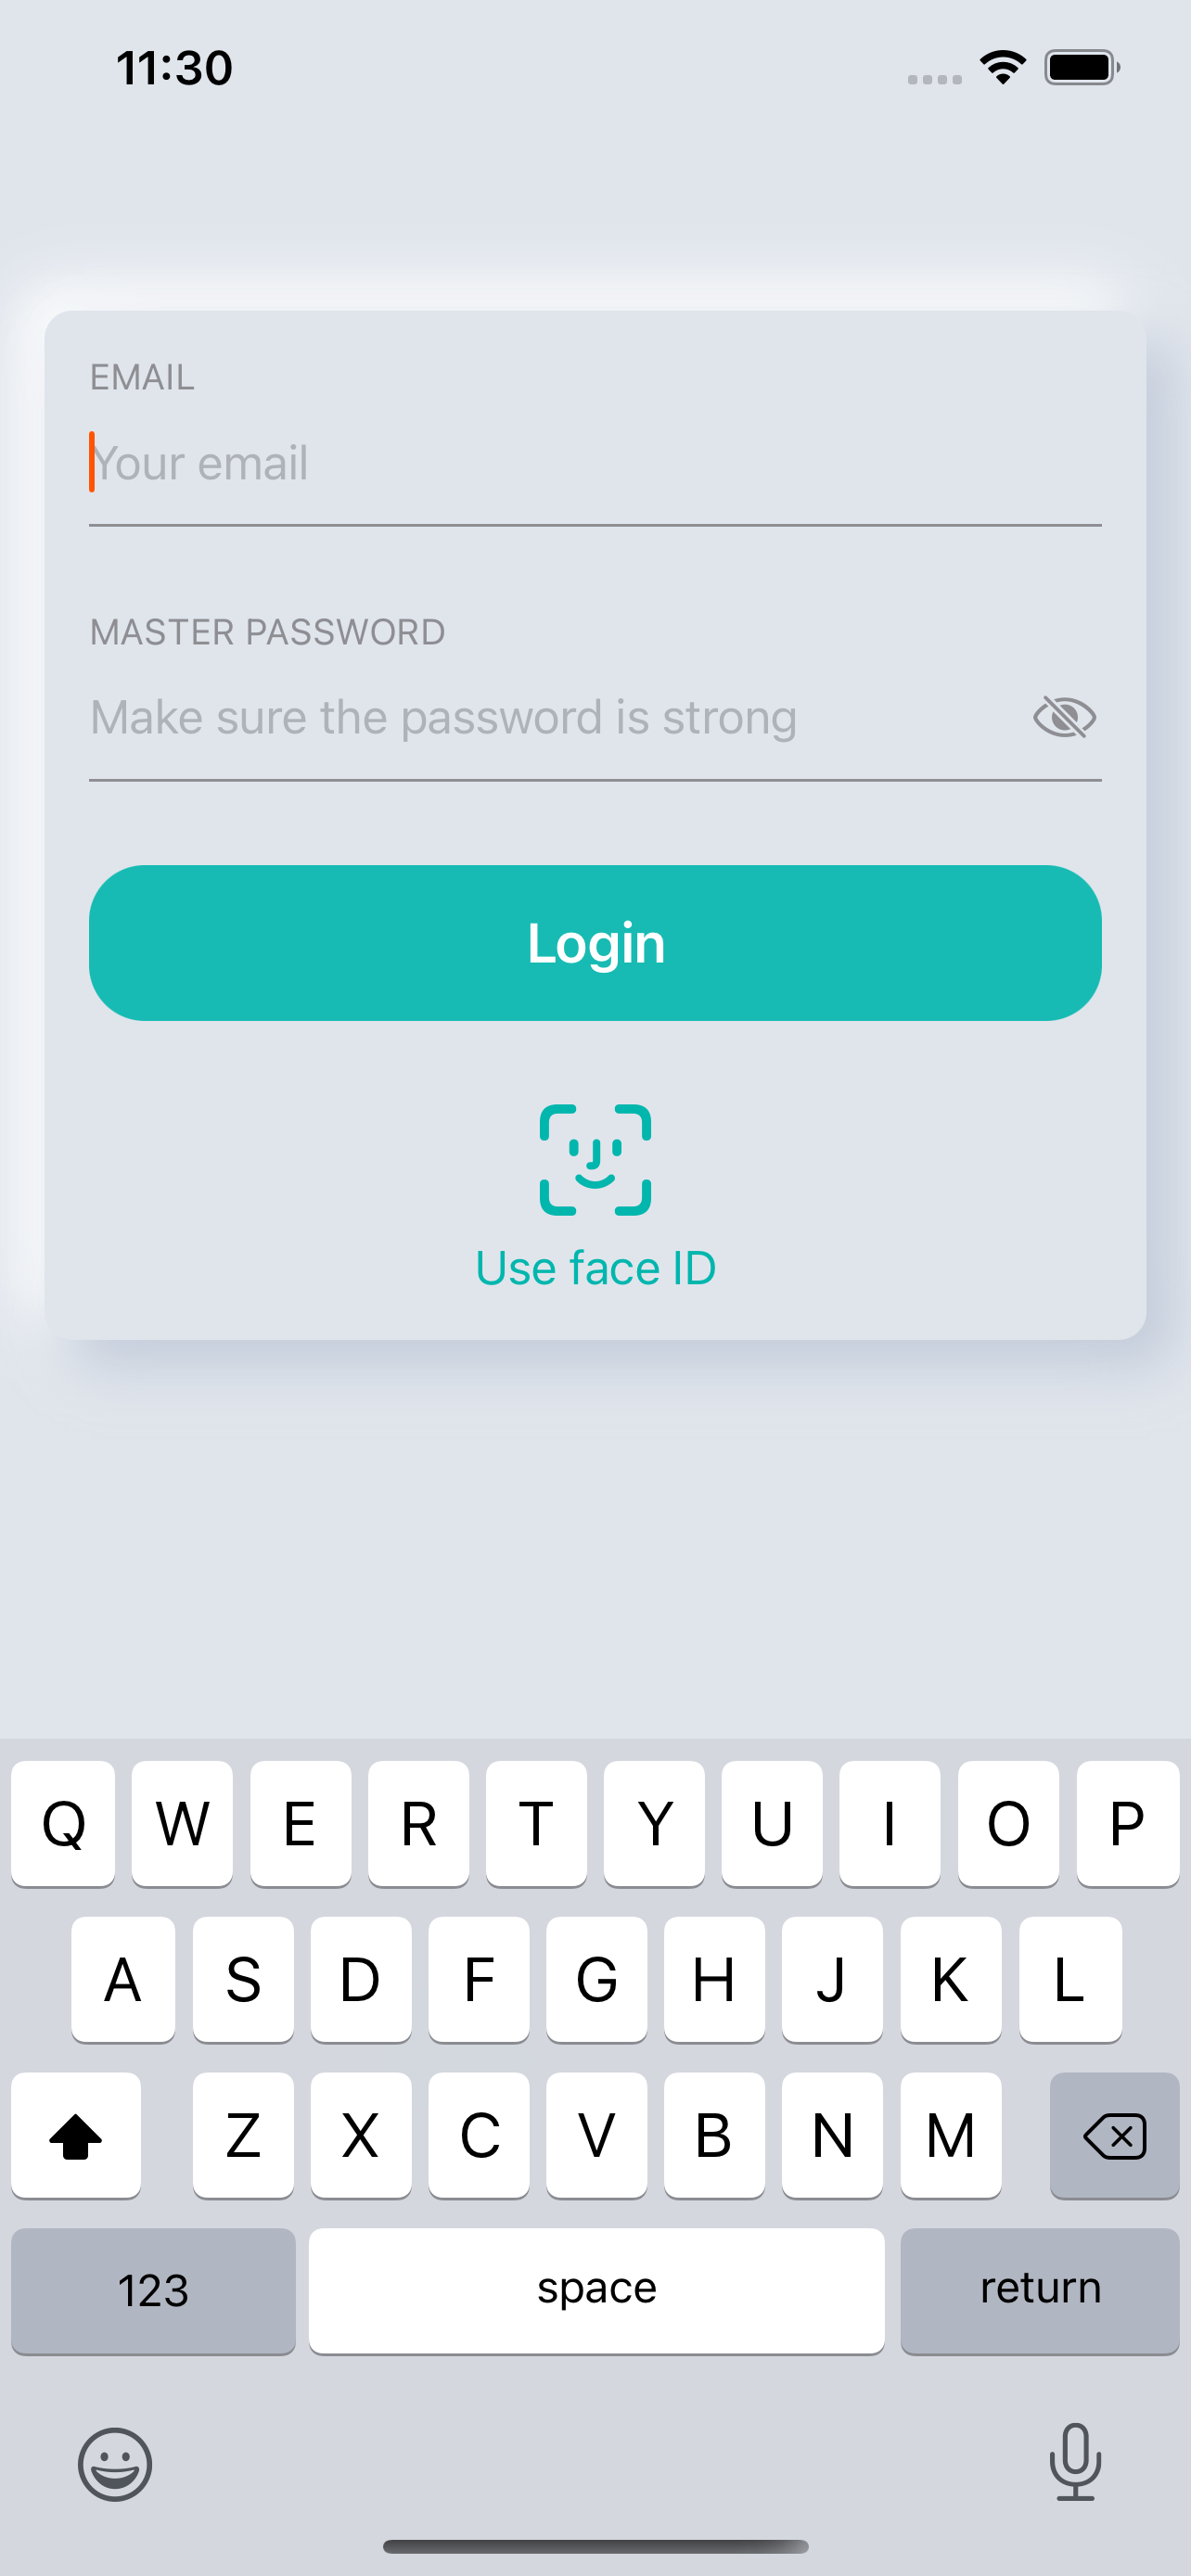 11:30
EMAIL
Your email
MASTER PASSWORD
Make sure the password is strong
Login
Use face ID
Q W E R T Y U I O P
A S D F G H J K L
Z X C V B N M
123 space return